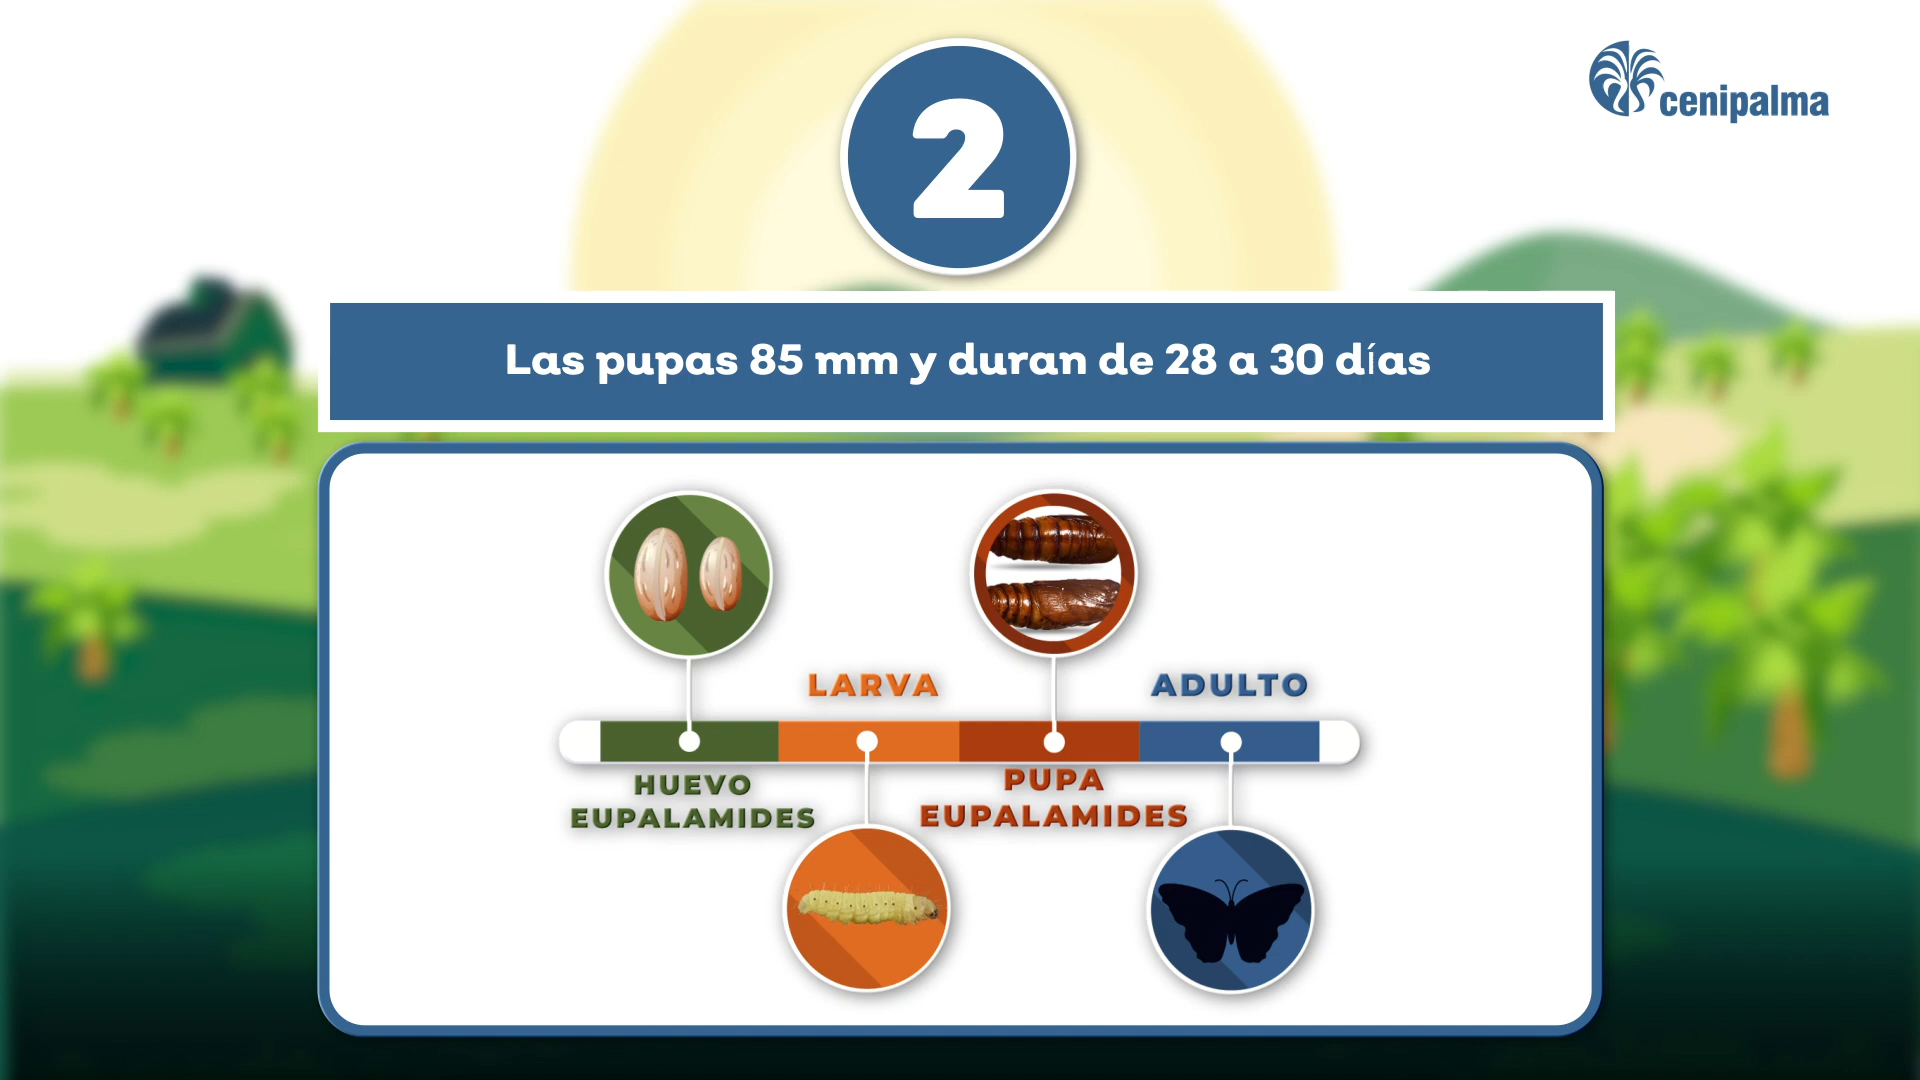 2
cenipalma
Las pupas 85 mm y duran de 28 a 30 días
LARVA
ADULTO
HUEVO
EUPALAMIDES
PUPA
EUPALAMIDES